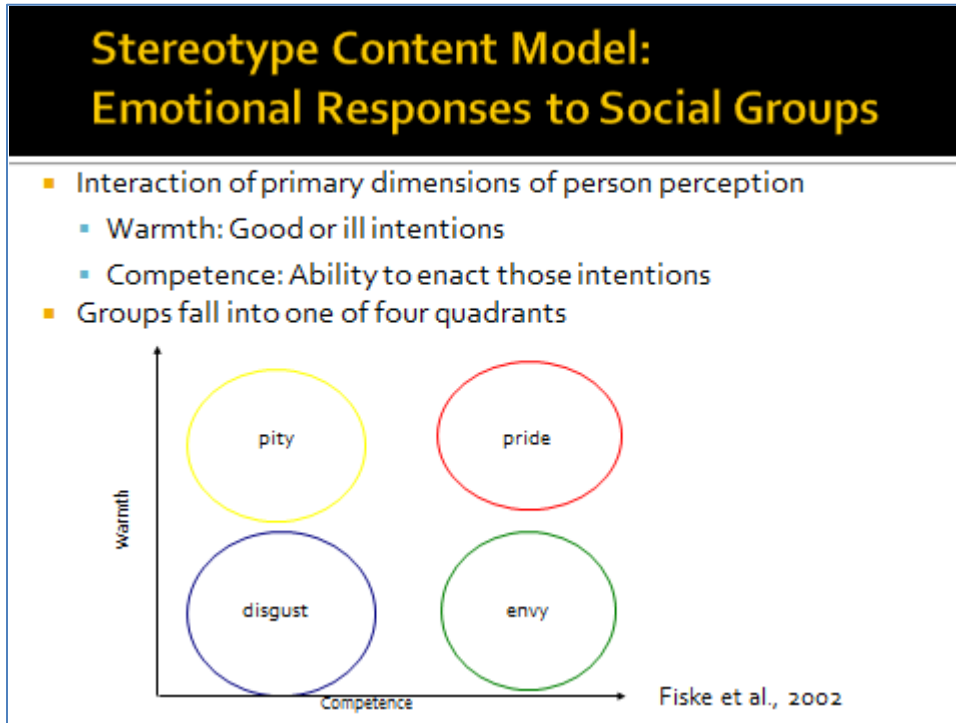 Stereotype Content Model:
Emotional Responses to Social Groups
Interaction of primary dimensions of person perception
Warmth: Good or ill intentions
Competence: Ability to enact those intentions
Groups fall into one of four quadrants
pity
pride
Warmth
disgust
envy
Competence
Fiske et al., 2002